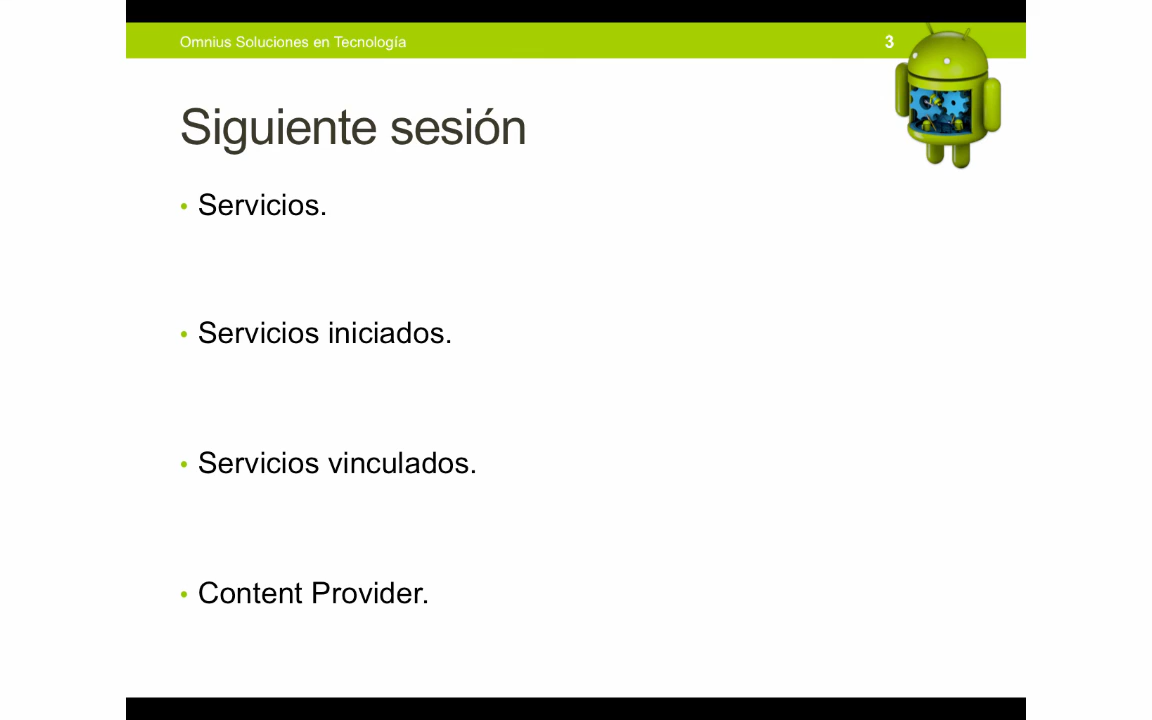 Omnius Soluciones en Tecnología 3
Siguiente sesión
• Servicios.
• Servicios iniciados.
• Servicios vinculados.
• Content Provider.